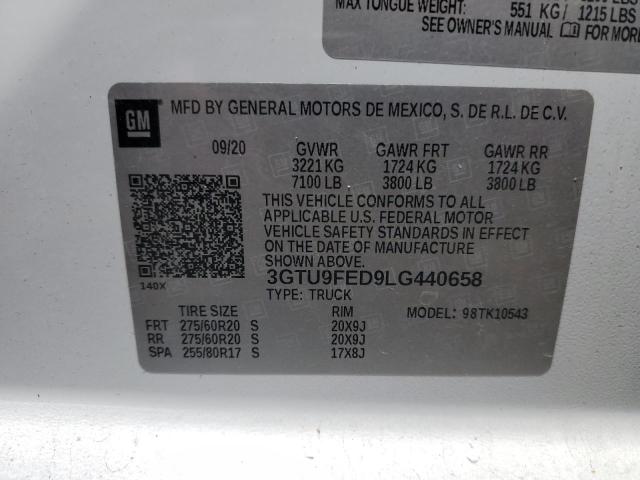 MAX TONGUE WEIGHT: 551 KG/ 1215 LBS
SEE OWNER'S MANUAL FOR MORE
GM
MFD BY GENERAL MOTORS DE MEXICO, S. DE R.L. DE C.V.
09/20 GVWR GAWR FRT GAWR RR
3221 KG 1724 KG 1724 KG
7100 LB 3800 LB 3800 LB
THIS VEHICLE CONFORMS TO ALL
APPLICABLE U.S. FEDERAL MOTOR
VEHICLE SAFETY STANDARDS IN EFFECT
ON THE DATE OF MANUFACTURE
SHOWN ABOVE.
3GTU9FED9LG440658
140X TYPE: TRUCK
TIRE SIZE RIM MODEL: 98TK10543
FRT 275/60R20 S 20X9J
RR 275/60R20 S 20X9J
SPA 255/80R17 S 17X8J